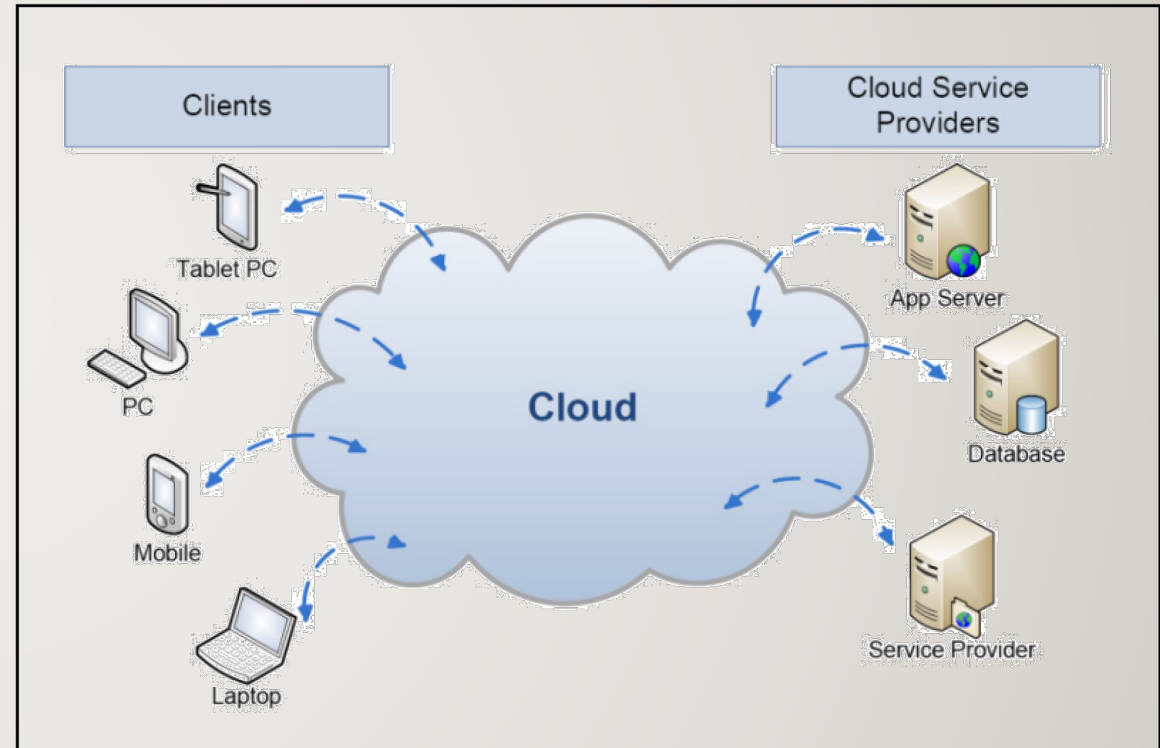 Clients
Cloud Service
Providers
Tablet PC
App Server
PC
Cloud
Database
Mobile
Service Provider
Laptop